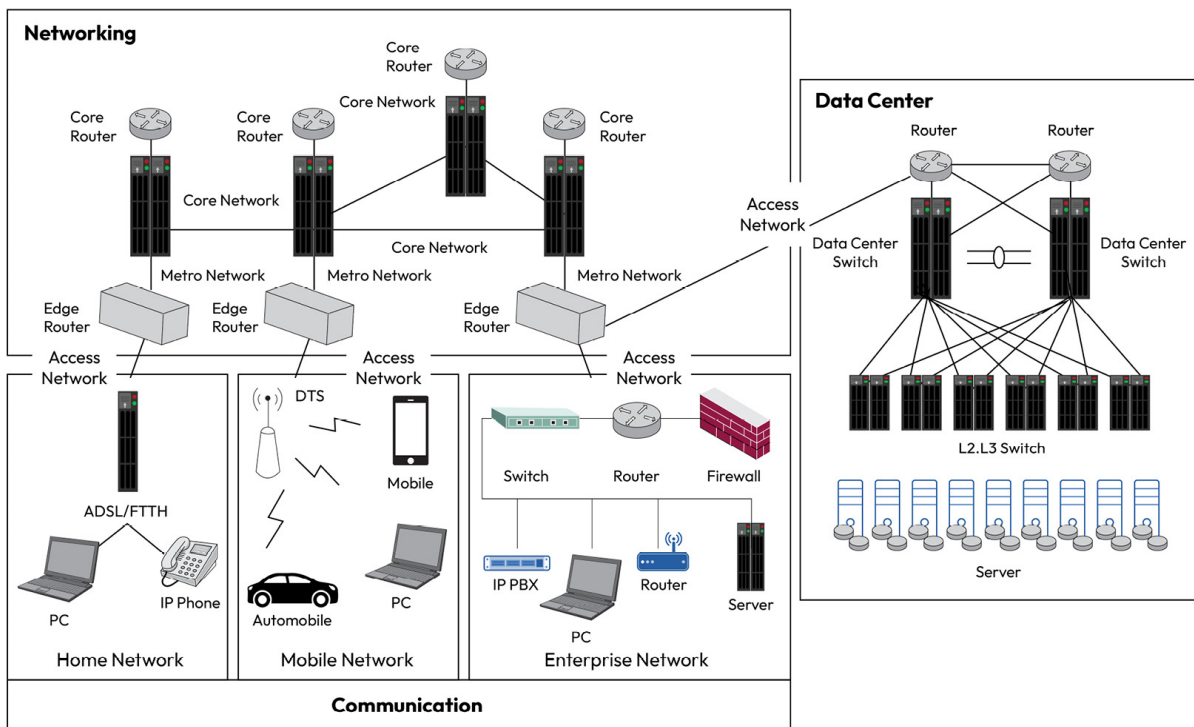 Networking
Core
Router
Core Network
Core
Router
Core
Router
Core
Router
Core Network
Core Network
Metro Network
Metro Network
Metro Network
Edge
Router
Edge
Router
Edge
Router
Access
Network
Data Center
Router
Router
Data Center
Switch
Data Center
Switch
L2.L3 Switch
Server
Access
Network
ADSL/FTTH
PC
IP Phone
Home Network
Access
Network
DTS
Mobile
Automobile
PC
Mobile Network
Access
Network
Switch
Router
Firewall
IP PBX
PC
Router
Server
Enterprise Network
Communication